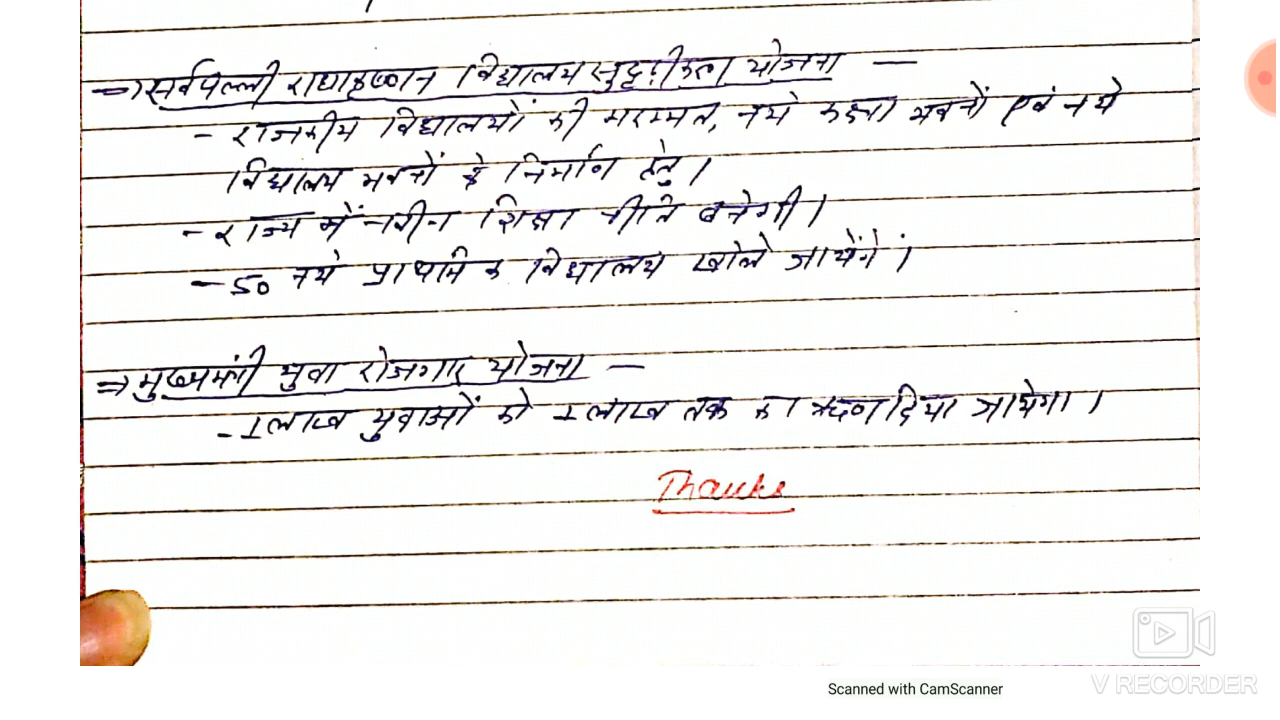 ⇒ सर्वपल्ली राधाकृष्णन विद्यालय सुदृढ़ीकरण योजना —
- राजकीय विद्यालयों की मरम्मत, नये कक्षा भवनों एवं नये
विद्यालय भवनों के निर्माण हेतु।
- राज्य में नवीन शिक्षा नीति बनेगी।
- 50 नये प्राथमिक विद्यालय खोले जायेंगे।
⇒ मुख्यमंत्री युवा रोजगार योजना —
- 1 लाख युवाओं को 1 लाख तक का ऋण दिया जायेगा।
Thanks
Scanned with CamScanner
V RECORDER